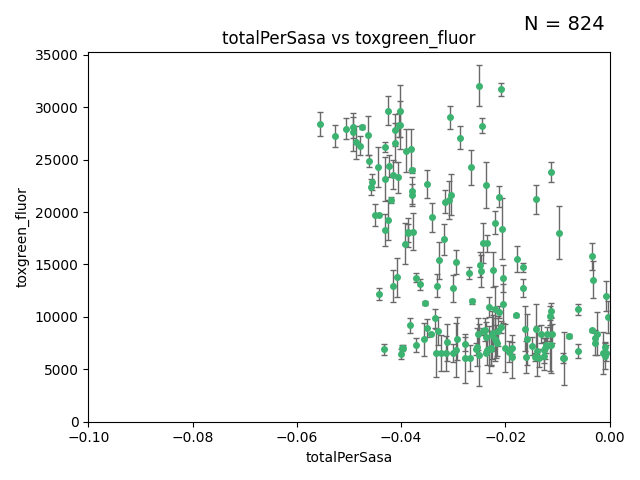 N = 824
totalPerSasa vs toxgreen_fluor
toxgreen_fluor
35000
30000
25000
20000
15000
10000
5000
0
−0.10 −0.08 −0.06 −0.04 −0.02 0.00
totalPerSasa